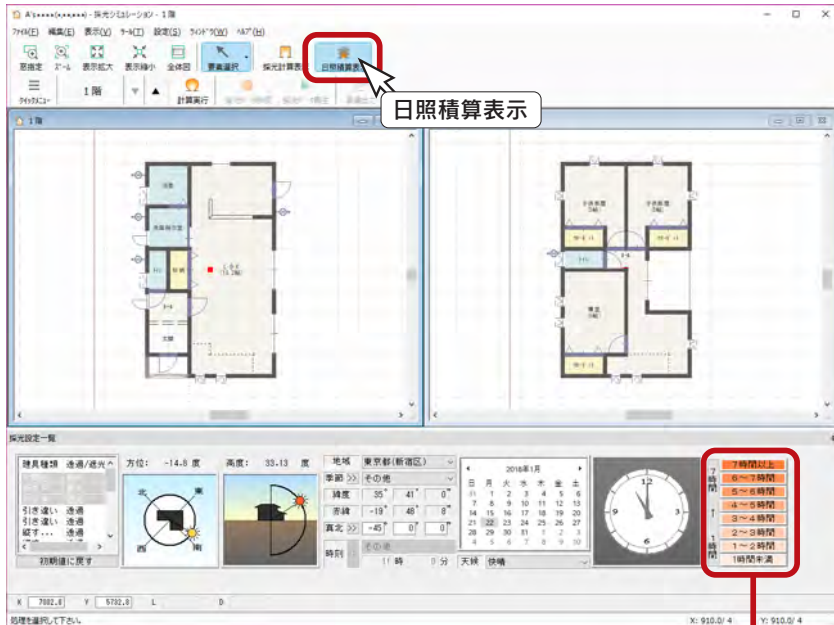 採光シミュレーション - 1階
ファイル(F) 編集(E) 表示(V) ツール(T) 設定(S) ウィンドウ(W) ヘルプ(H)
窓指定 ズーム 表示拡大 表示縮小 全体図 要素選択 採光計算表示 日照積算表示
クイックメニュー 1階 ▼ ▲ 計算実行
日照積算表示
1階
採光設定一覧
建具種類 透過/遮光
引き違い 透過
引き違い 透過
縦す... 透過
初期値に戻す
方位: -14.8 度
北 東
西 南
高度: 33.13 度
地域 東京都(新宿区)
季節 >> その他
緯度 35° 41' 0"
赤緯 -19° 48' 8"
真北 >> -45° 0' 0"
時刻 その他
11 時 0 分
2018年1月
日 月 火 水 木 金 土
31 1 2 3 4 5 6
7 8 9 10 11 12 13
14 15 16 17 18 19 20
21 22 23 24 25 26 27
28 29 30 31 1 2 3
4 5 6 7 8 9 10
天候 快晴
12
9 3
6
7時間
↑
1時間
7時間以上
6～7時間
5～6時間
4～5時間
3～4時間
2～3時間
1～2時間
1時間未満
X 7002.8 Y 5732.8 L D
処理を選択して下さい。
X: 910.0/ 4 Y: 910.0/ 4